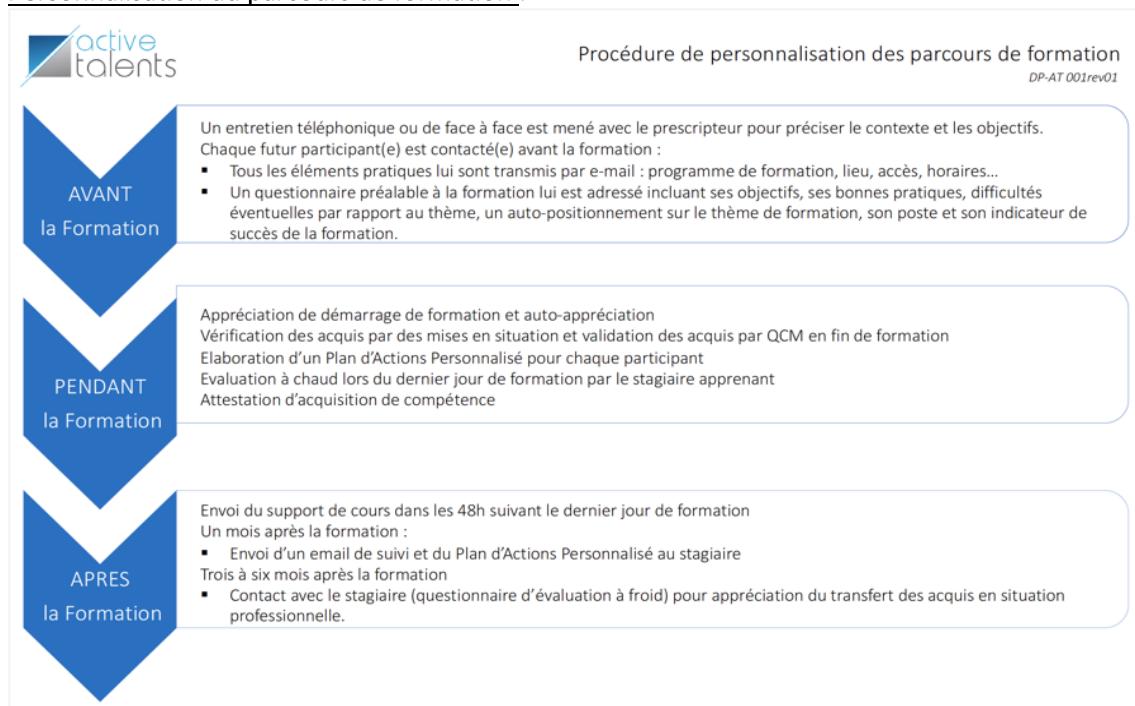 Personnalisation du parcours de formation :
active
talents
Procédure de personnalisation des parcours de formation
DP-AT 001rev01
AVANT
la Formation
Un entretien téléphonique ou de face à face est mené avec le prescripteur pour préciser le contexte et les objectifs.
Chaque futur participant(e) est contacté(e) avant la formation :
▪ Tous les éléments pratiques lui sont transmis par e-mail : programme de formation, lieu, accès, horaires…
▪ Un questionnaire préalable à la formation lui est adressé incluant ses objectifs, ses bonnes pratiques, difficultés
éventuelles par rapport au thème, un auto-positionnement sur le thème de formation, son poste et son indicateur de
succès de la formation.
PENDANT
la Formation
Appréciation de démarrage de formation et auto-appréciation
Vérification des acquis par des mises en situation et validation des acquis par QCM en fin de formation
Elaboration d’un Plan d’Actions Personnalisé pour chaque participant
Evaluation à chaud lors du dernier jour de formation par le stagiaire apprenant
Attestation d’acquisition de compétence
APRES
la Formation
Envoi du support de cours dans les 48h suivant le dernier jour de formation
Un mois après la formation :
▪ Envoi d’un email de suivi et du Plan d’Actions Personnalisé au stagiaire
Trois à six mois après la formation
▪ Contact avec le stagiaire (questionnaire d’évaluation à froid) pour appréciation du transfert des acquis en situation
professionnelle.